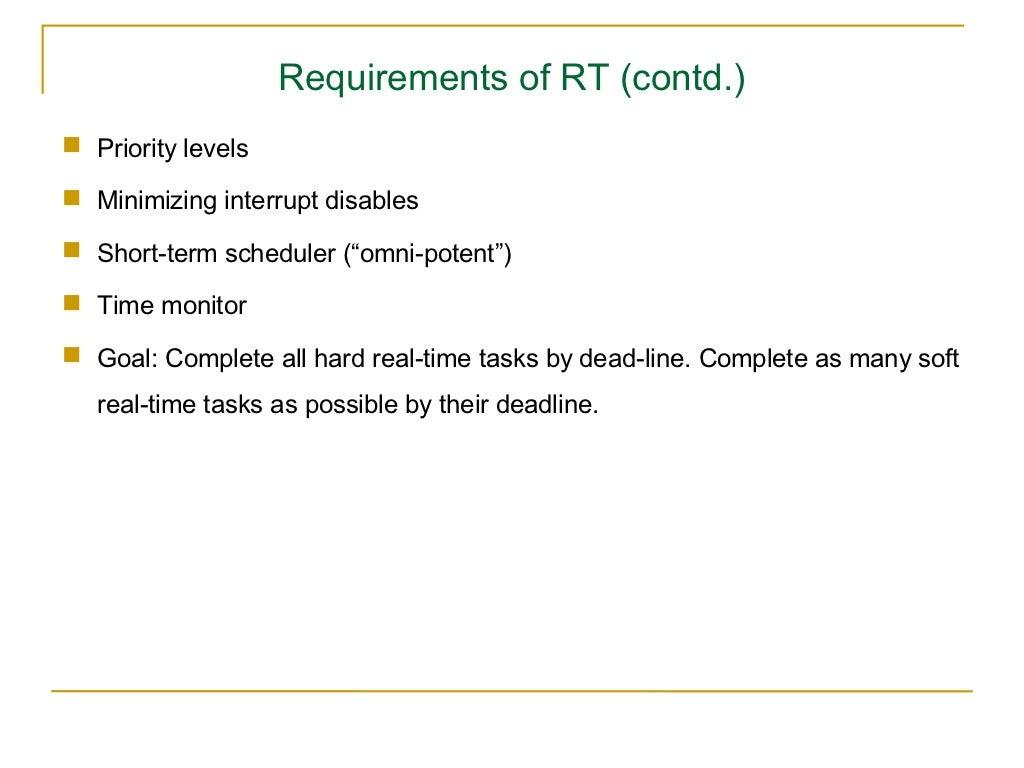 Requirements of RT (contd.)
Priority levels
Minimizing interrupt disables
Short-term scheduler (“omni-potent”)
Time monitor
Goal: Complete all hard real-time tasks by dead-line. Complete as many soft
real-time tasks as possible by their deadline.